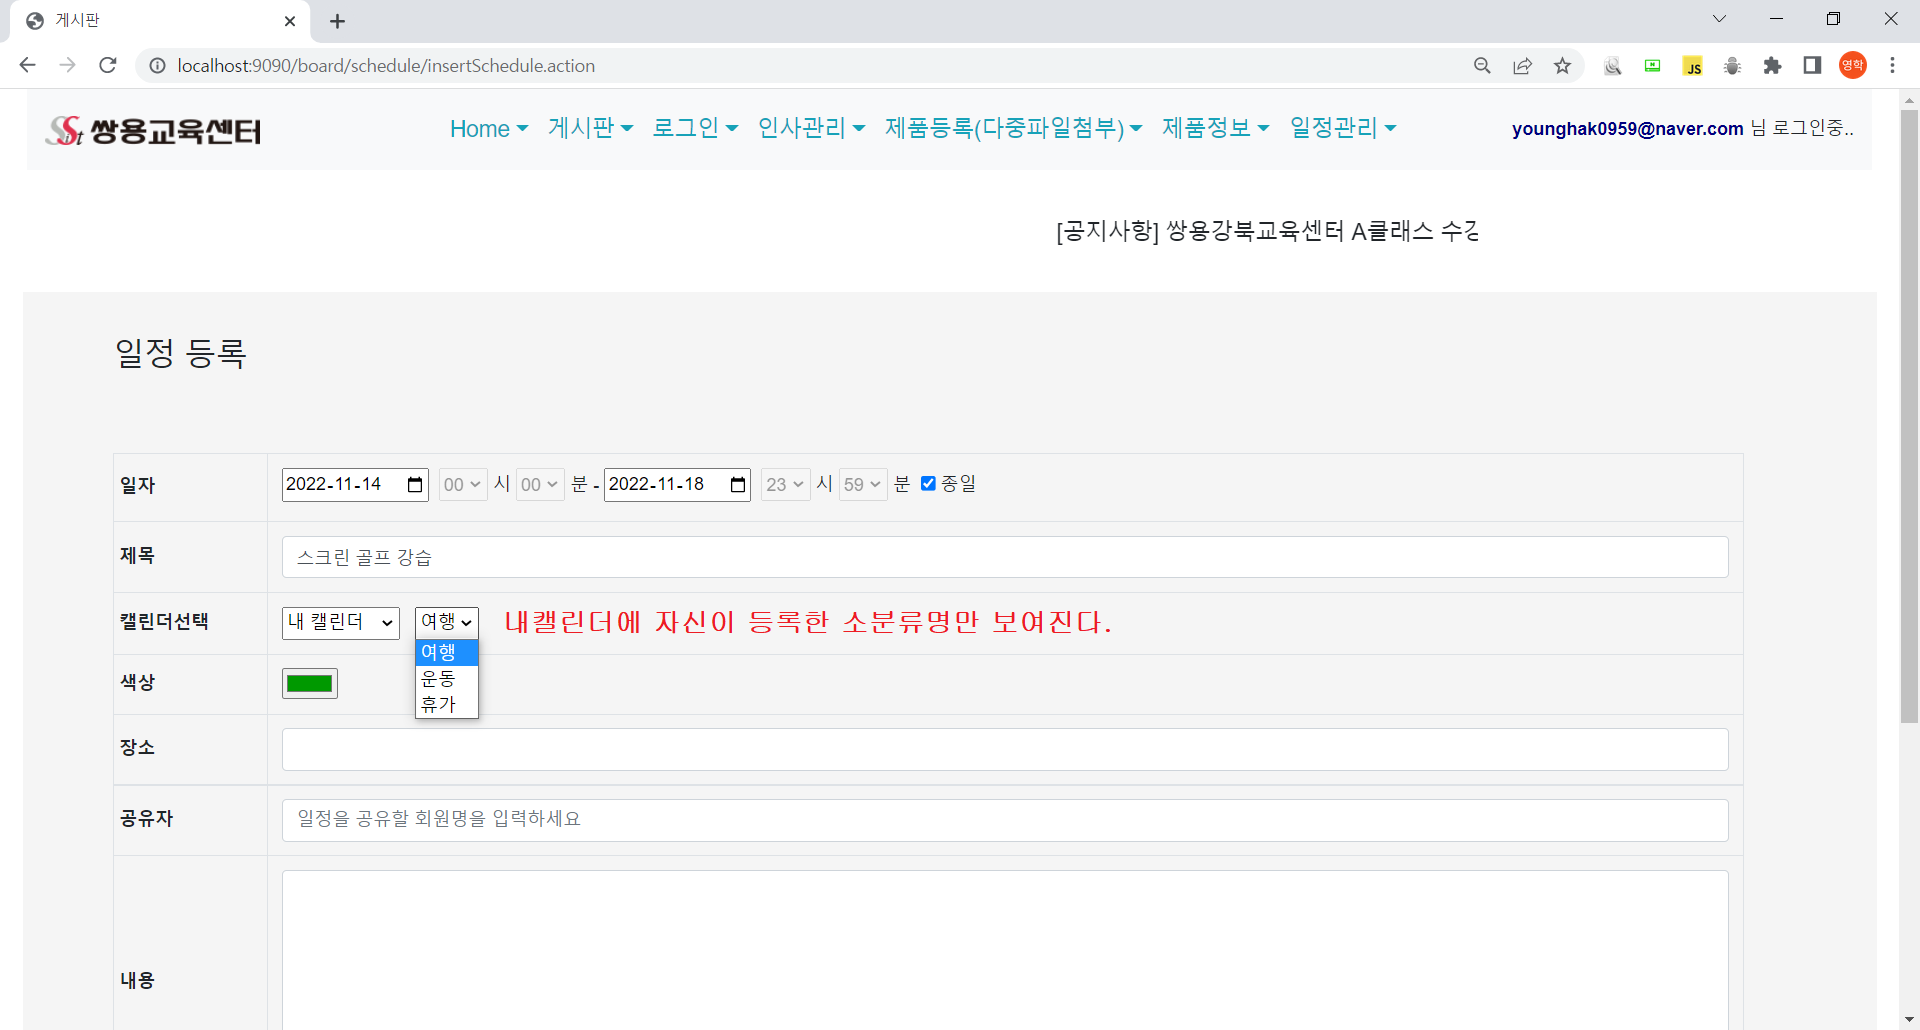 게시판
localhost:9090/board/schedule/insertSchedule.action
JS
영학
Sist 쌍용교육센터 Home 게시판 로그인 인사관리 제품등록(다중파일첨부) 제품정보 일정관리 younghak0959@naver.com 님 로그인중..
[공지사항] 쌍용강북교육센터 A클래스
일정 등록
일자 2022-11-14 00 시 00 분 - 2022-11-18 23 시 59 분 종일
제목 스크린 골프 강습
캘린더선택 내 캘린더 여행 내캘린더에 자신이 등록한 소분류명만 보여진다.
여행
운동
휴가
색상
장소
공유자 일정을 공유할 회원명을 입력하세요
내용